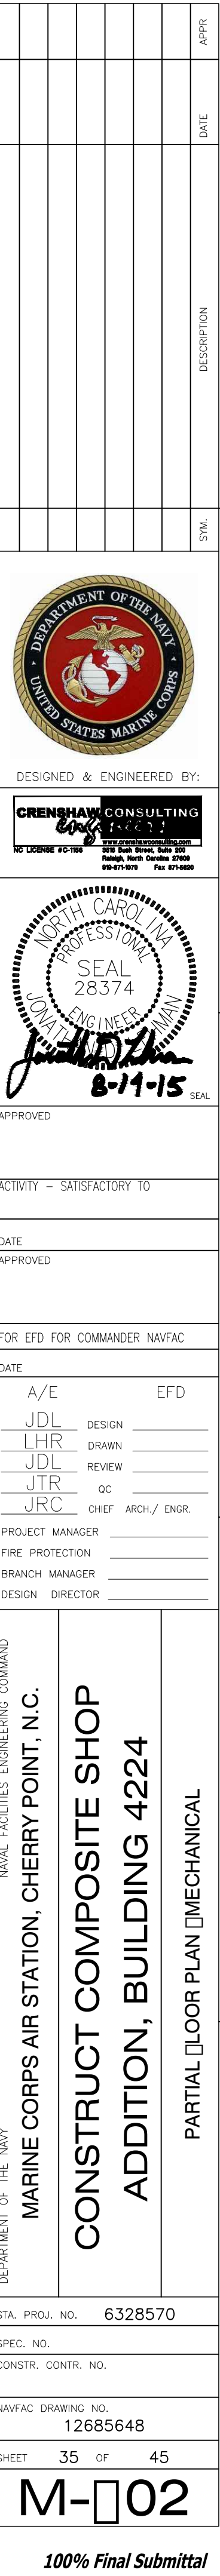 APPR
DATE
DESCRIPTION
SYM.
DEPARTMENT OF THE NAVY
UNITED STATES MARINE CORPS
DESIGNED & ENGINEERED BY:
CRENSHAW CONSULTING
www.crenshawconsulting.com
NC LICENSE #C-1156
3516 Bush Street, Suite 200
Raleigh, North Carolina 27609
919-871-1070 Fax 871-5620
NORTH CAROLINA
PROFESSIONAL
SEAL
28374
ENGINEER
8-14-15
SEAL
APPROVED
ACTIVITY – SATISFACTORY TO
DATE
APPROVED
FOR EFD FOR COMMANDER NAVFAC
DATE
A/E EFD
JDL DESIGN
LHR DRAWN
JDL REVIEW
JTR QC
JRC CHIEF ARCH./ ENGR.
PROJECT MANAGER
FIRE PROTECTION
BRANCH MANAGER
DESIGN DIRECTOR
DEPARTMENT OF THE NAVY NAVAL FACILITIES ENGINEERING COMMAND
MARINE CORPS AIR STATION, CHERRY POINT, N.C.
CONSTRUCT COMPOSITE SHOP
ADDITION, BUILDING 4224
PARTIAL □LOOR PLAN □MECHANICAL
STA. PROJ. NO. 6328570
SPEC. NO.
CONSTR. CONTR. NO.
NAVFAC DRAWING NO.
12685648
SHEET 35 OF 45
M-□02
100% Final Submittal